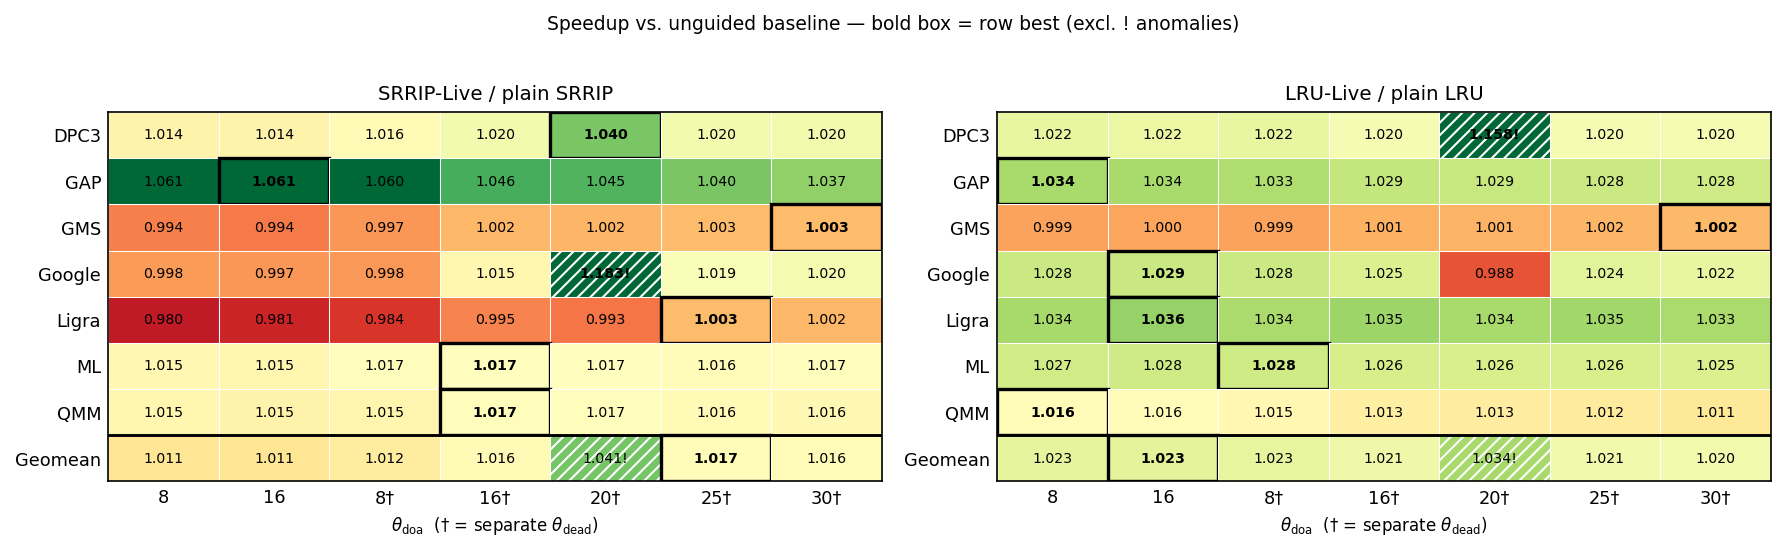 Speedup vs. unguided baseline — bold box = row best (excl. ! anomalies)
SRRIP-Live / plain SRRIP
DPC3 1.014 1.014 1.016 1.020 1.040 1.020 1.020
GAP 1.061 1.061 1.060 1.046 1.045 1.040 1.037
GMS 0.994 0.994 0.997 1.002 1.002 1.003 1.003
Google 0.998 0.997 0.998 1.015 1.183! 1.019 1.020
Ligra 0.980 0.981 0.984 0.995 0.993 1.003 1.002
ML 1.015 1.015 1.017 1.017 1.017 1.016 1.017
QMM 1.015 1.015 1.015 1.017 1.017 1.016 1.016
Geomean 1.011 1.011 1.012 1.016 1.041! 1.017 1.016
8 16 8† 16† 20† 25† 30†
θdoa († = separate θdead)
LRU-Live / plain LRU
DPC3 1.022 1.022 1.022 1.020 1.158! 1.020 1.020
GAP 1.034 1.034 1.033 1.029 1.029 1.028 1.028
GMS 0.999 1.000 0.999 1.001 1.001 1.002 1.002
Google 1.028 1.029 1.028 1.025 0.988 1.024 1.022
Ligra 1.034 1.036 1.034 1.035 1.034 1.035 1.033
ML 1.027 1.028 1.028 1.026 1.026 1.026 1.025
QMM 1.016 1.016 1.015 1.013 1.013 1.012 1.011
Geomean 1.023 1.023 1.023 1.021 1.034! 1.021 1.020
8 16 8† 16† 20† 25† 30†
θdoa († = separate θdead)